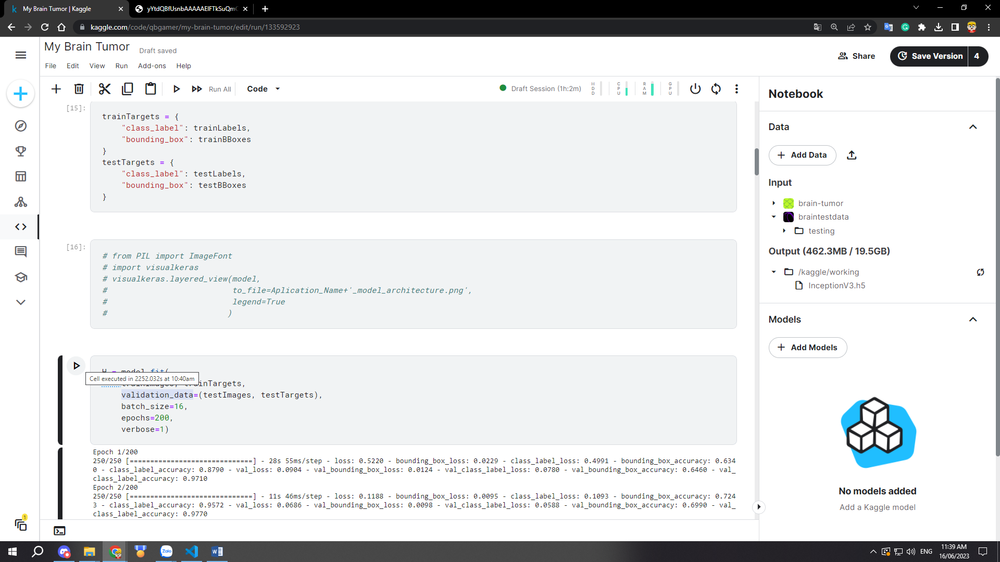 My Brain Tumor | Kaggle
yYtdQBfUsnbAAAAAElFTkSuQmC
kaggle.com/code/qbgamer/my-brain-tumor/edit/run/133592923
My Brain Tumor
Draft saved
File Edit View Run Add-ons Help
Share
Save Version 4
Run All
Code
Draft Session (1h:2m)
HDD
CPU
RAM
GPU
[15]:
trainTargets = {
"class_label": trainLabels,
"bounding_box": trainBBoxes
}
testTargets = {
"class_label": testLabels,
"bounding_box": testBBoxes
}
[16]:
# from PIL import ImageFont
# import visualkeras
# visualkeras.layered_view(model,
# to_file=Aplication_Name+'_model_architecture.png',
# legend=True
# )
H = model.fit(
Cell executed in 2252.032s at 10:40am
trainImages, trainTargets,
validation_data=(testImages, testTargets),
batch_size=16,
epochs=200,
verbose=1)
Epoch 1/200
250/250 [==============================] - 28s 55ms/step - loss: 0.5220 - bounding_box_loss: 0.0229 - class_label_loss: 0.4991 - bounding_box_accuracy: 0.634
0 - class_label_accuracy: 0.8790 - val_loss: 0.0904 - val_bounding_box_loss: 0.0124 - val_class_label_loss: 0.0780 - val_bounding_box_accuracy: 0.6460 - val_
class_label_accuracy: 0.9710
Epoch 2/200
250/250 [==============================] - 11s 46ms/step - loss: 0.1188 - bounding_box_loss: 0.0095 - class_label_loss: 0.1093 - bounding_box_accuracy: 0.724
3 - class_label_accuracy: 0.9572 - val_loss: 0.0686 - val_bounding_box_loss: 0.0098 - val_class_label_loss: 0.0588 - val_bounding_box_accuracy: 0.6990 - val_
class_label_accuracy: 0.9770
Notebook
Data
Add Data
Input
brain-tumor
braintestdata
testing
Output (462.3MB / 19.5GB)
/kaggle/working
InceptionV3.h5
Models
Add Models
No models added
Add a Kaggle model
1
Zalo
ENG
11:39 AM
16/06/2023